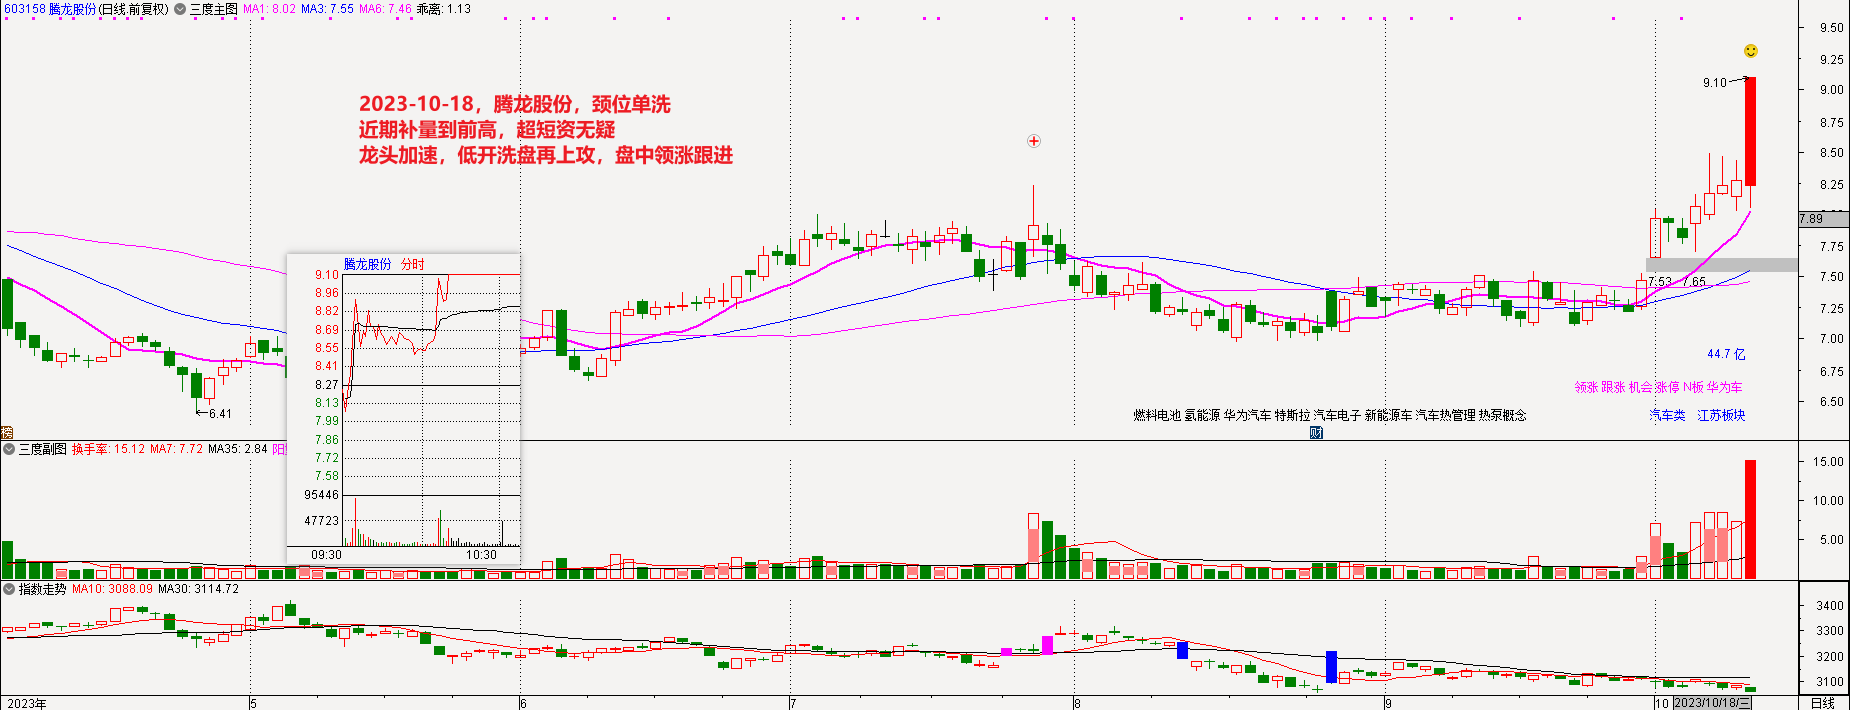 603158 腾龙股份(日线.前复权) 三度主图 MA1: 8.02 MA3: 7.55 MA6: 7.46 乖离: 1.13
2023-10-18，腾龙股份，颈位单洗
近期补量到前高，超短资无疑
龙头加速，低开洗盘再上攻，盘中领涨跟进
9.10
9.50
9.25
9.00
8.75
8.50
8.25
7.89
7.75
7.50
7.25
7.00
6.75
6.50
7.53 7.65
6.41
44.7 亿
领涨 跟涨 机会 涨停 N板 华为车
燃料电池 氢能源 华为汽车 特斯拉 汽车电子 新能源车 汽车热管理 热泵概念
汽车类 江苏板块
榜
财
腾龙股份 分时
9.10
8.96
8.82
8.69
8.55
8.41
8.27
8.13
7.99
7.86
7.72
7.58
95446
47723
09:30 10:30
三度副图 换手率: 15.12 MA7: 7.72 MA35: 2.84
15.00
10.00
5.00
指数走势 MA10: 3088.09 MA30: 3114.72
3400
3300
3200
3100
2023年 5 6 7 8 9 10 2023/10/18/三 日线